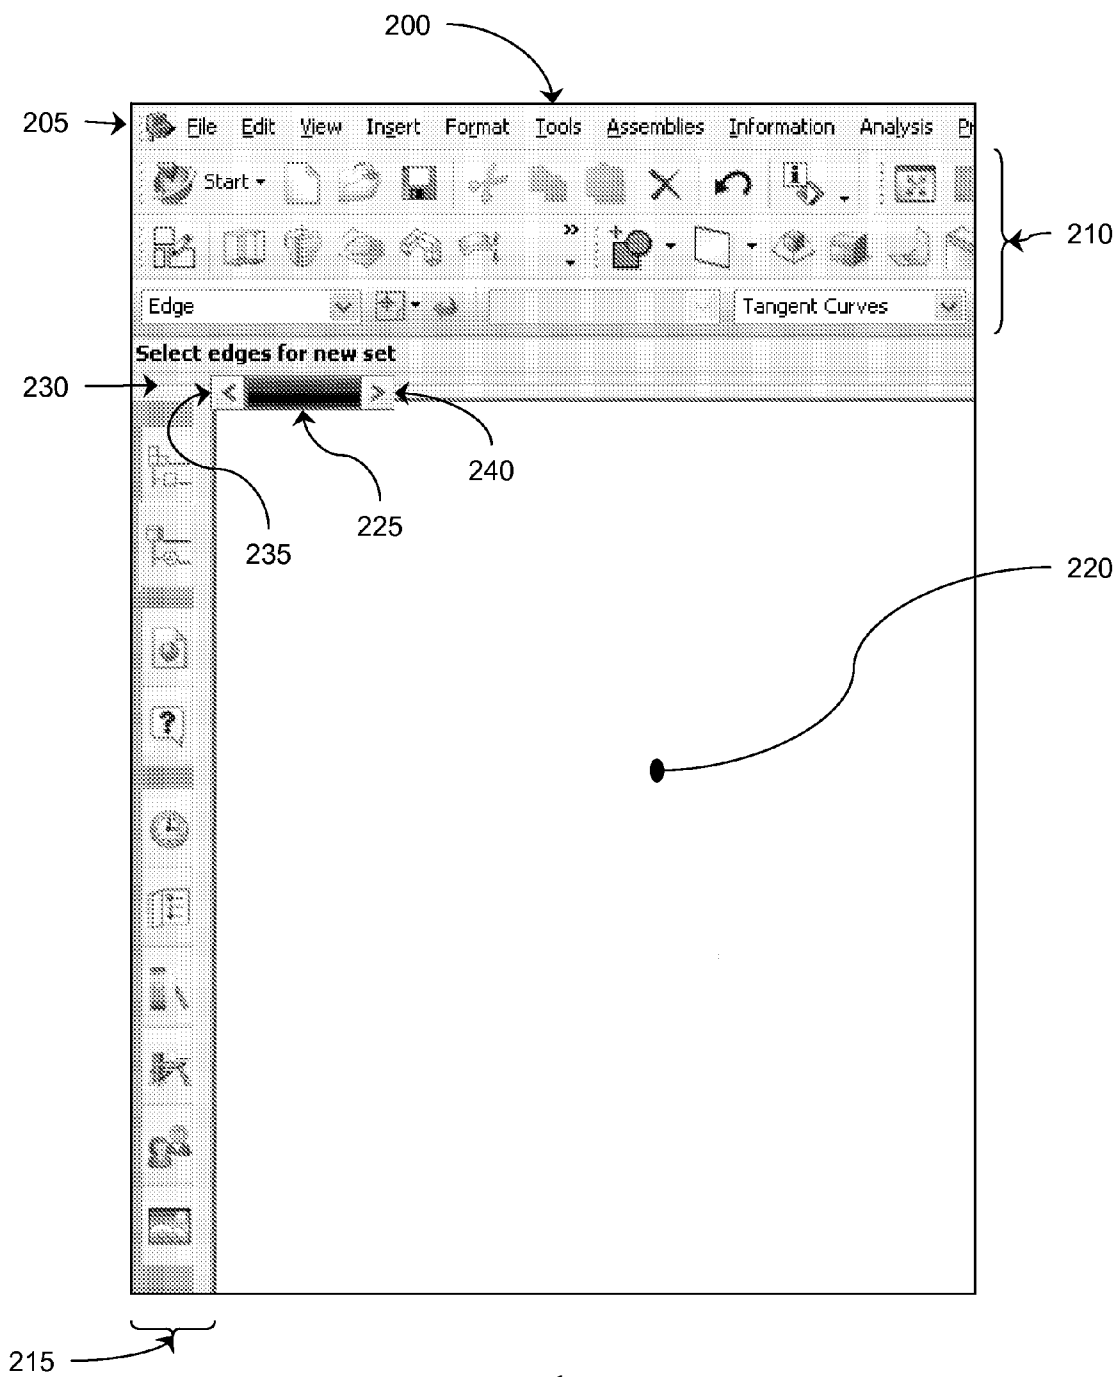 200
205
File Edit View Insert Format Tools Assemblies Information Analysis Pr
Start
210
Edge
Tangent Curves
Select edges for new set
230
240
225
235
220
215